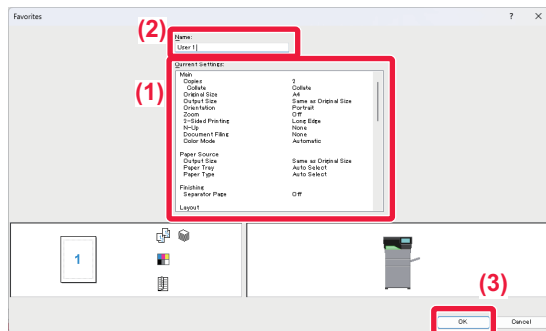 Favorites ? X
(2) Name:
User 1
Current Settings:
(1)
Main
Copies 2
Collate Collate
Original Size A4
Output Size Same as Original Size
Orientation Portrait
Zoom Off
2-Sided Printing Long Edge
N-Up None
Document Filing None
Color Mode Automatic
Paper Source
Output Size Same as Original Size
Paper Tray Auto Select
Paper Type Auto Select
Finishing
Separator Page Off
Layout
1
(3)
OK Cancel